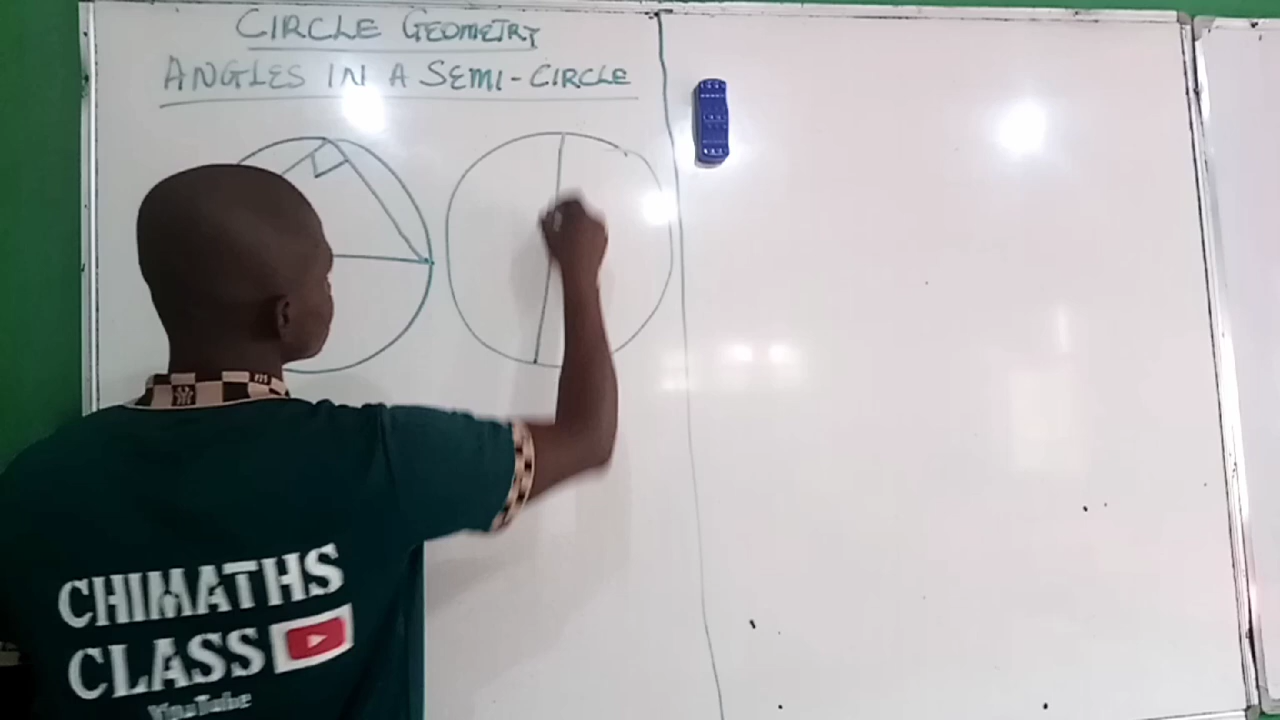 CIRCLE GEOMETRY
ANGLES IN A SEMI-CIRCLE
CHIMATHS
CLASS
YouTube